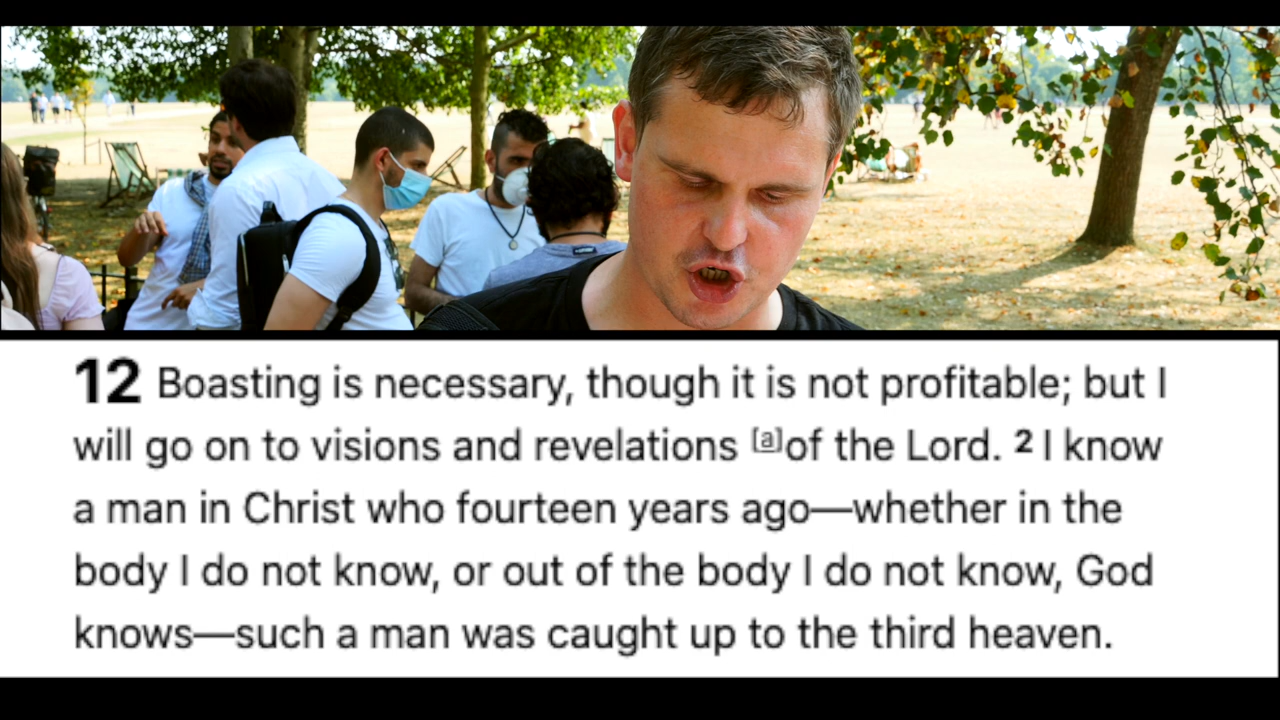 12 Boasting is necessary, though it is not profitable; but I
will go on to visions and revelations [a]of the Lord. 2 I know
a man in Christ who fourteen years ago—whether in the
body I do not know, or out of the body I do not know, God
knows—such a man was caught up to the third heaven.